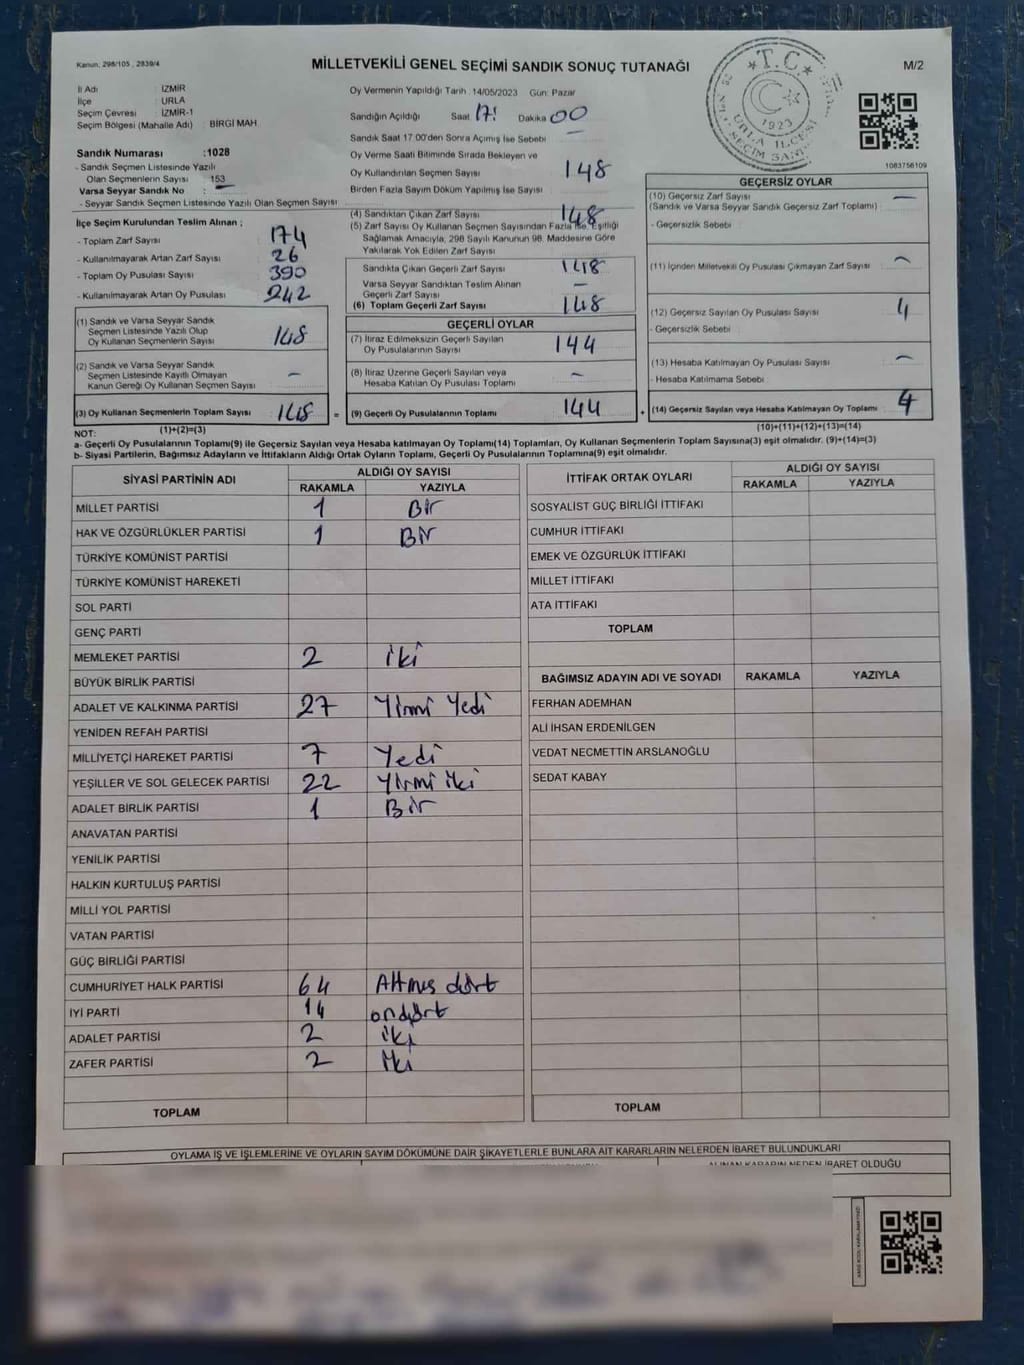 Kanun: 298/105 , 2839/4
MİLLETVEKİLİ GENEL SEÇİMİ SANDIK SONUÇ TUTANAĞI
M/2
İl Adı : İZMİR
İlçe : URLA
Seçim Çevresi : İZMİR-1
Seçim Bölgesi (Mahalle Adı) BİRGİ MAH.
Sandık Numarası :1028
- Sandık Seçmen Listesinde Yazılı
Olan Seçmenlerin Sayısı 153
Varsa Seyyar Sandık No : –
- Seyyar Sandık Seçmen Listesinde Yazılı Olan Seçmen Sayısı :
Oy Vermenin Yapıldığı Tarih :14/05/2023 Gün: Pazar
Sandığın Açıldığı Saat 17: Dakika 00
Sandık Saat 17.00'den Sonra Açılmış İse Sebebi –
Oy Verme Saati Bitiminde Sırada Bekleyen ve
Oy Kullandırılan Seçmen Sayısı 148
Birden Fazla Sayım Döküm Yapılmış İse Sayısı
T.C.
1923
URLA İLÇESİ
SEÇİM SANDIK
1083756109
İlçe Seçim Kurulundan Teslim Alınan ;
- Toplam Zarf Sayısı 174
- Kullanılmayarak Artan Zarf Sayısı 26
- Toplam Oy Pusulası Sayısı 390
- Kullanılmayarak Artan Oy Pusulası 242
(4) Sandıktan Çıkan Zarf Sayısı 148
(5) Zarf Sayısı Oy Kullanan Seçmen Sayısından Fazla İse, Eşitliği
Sağlamak Amacıyla, 298 Sayılı Kanunun 98. Maddesine Göre
Yakılarak Yok Edilen Zarf Sayısı
Sandıkta Çıkan Geçerli Zarf Sayısı 148
Varsa Seyyar Sandıktan Teslim Alınan
Geçerli Zarf Sayısı –
(6) Toplam Geçerli Zarf Sayısı 148
GEÇERSİZ OYLAR
(10) Geçersiz Zarf Sayısı –
(Sandık ve Varsa Seyyar Sandık Geçersiz Zarf Toplamı)
- Geçersizlik Sebebi
(11) İçinden Milletvekili Oy Pusulası Çıkmayan Zarf Sayısı –
(12) Geçersiz Sayılan Oy Pusulası Sayısı 4
- Geçersizlik Sebebi
(13) Hesaba Katılmayan Oy Pusulası Sayısı –
- Hesaba Katılmama Sebebi
(14) Geçersiz Sayılan veya Hesaba Katılmayan Oy Toplamı 4
(1) Sandık ve Varsa Seyyar Sandık
Seçmen Listesinde Yazılı Olup
Oy Kullanan Seçmenlerin Sayısı 148
(2) Sandık ve Varsa Seyyar Sandık
Seçmen Listesinde Kayıtlı Olmayan
Kanun Gereği Oy Kullanan Seçmen Sayısı –
(3) Oy Kullanan Seçmenlerin Toplam Sayısı 148 =
GEÇERLİ OYLAR
(7) İtiraz Edilmeksizin Geçerli Sayılan
Oy Pusulalarının Sayısı 144
(8) İtiraz Üzerine Geçerli Sayılan veya
Hesaba Katılan Oy Pusulası Toplamı –
(9) Geçerli Oy Pusulalarının Toplamı 144 +
NOT: (1)+(2)=(3) (10)+(11)+(12)+(13)=(14)
a- Geçerli Oy Pusulalarının Toplamı(9) ile Geçersiz Sayılan veya Hesaba katılmayan Oy Toplamı(14) Toplamları, Oy Kullanan Seçmenlerin Toplam Sayısına(3) eşit olmalıdır. (9)+(14)=(3)
b- Siyasi Partilerin, Bağımsız Adayların ve İttifakların Aldığı Ortak Oyların Toplamı, Geçerli Oy Pusulalarının Toplamına(9) eşit olmalıdır.
SİYASİ PARTİNİN ADI ALDIĞI OY SAYISI
RAKAMLA YAZIYLA
MİLLET PARTİSİ 1 Bir
HAK VE ÖZGÜRLÜKLER PARTİSİ 1 Bir
TÜRKİYE KOMÜNİST PARTİSİ
TÜRKİYE KOMÜNİST HAREKETİ
SOL PARTİ
GENÇ PARTİ
MEMLEKET PARTİSİ 2 iki
BÜYÜK BİRLİK PARTİSİ
ADALET VE KALKINMA PARTİSİ 27 Yirmi Yedi
YENİDEN REFAH PARTİSİ
MİLLİYETÇİ HAREKET PARTİSİ 7 Yedi
YEŞİLLER VE SOL GELECEK PARTİSİ 22 Yirmi iki
ADALET BİRLİK PARTİSİ 1 Bir
ANAVATAN PARTİSİ
YENİLİK PARTİSİ
HALKIN KURTULUŞ PARTİSİ
MİLLİ YOL PARTİSİ
VATAN PARTİSİ
GÜÇ BİRLİĞİ PARTİSİ
CUMHURİYET HALK PARTİSİ 64 Altmış dört
İYİ PARTİ 14 ondört
ADALET PARTİSİ 2 iki
ZAFER PARTİSİ 2 iki
TOPLAM
İTTİFAK ORTAK OYLARI ALDIĞI OY SAYISI
RAKAMLA YAZIYLA
SOSYALİST GÜÇ BİRLİĞİ İTTİFAKI
CUMHUR İTTİFAKI
EMEK VE ÖZGÜRLÜK İTTİFAKI
MİLLET İTTİFAKI
ATA İTTİFAKI
TOPLAM
BAĞIMSIZ ADAYIN ADI VE SOYADI RAKAMLA YAZIYLA
FERHAN ADEMHAN
ALİ İHSAN ERDENİLGEN
VEDAT NECMETTİN ARSLANOĞLU
SEDAT KABAY
TOPLAM
OYLAMA İŞ VE İŞLEMLERİNE VE OYLARIN SAYIM DÖKÜMÜNE DAİR ŞİKAYETLERLE BUNLARA AİT KARARLARIN NELERDEN İBARET BULUNDUKLARI
ALINAN KARARIN NEDEN İBARET OLDUĞU